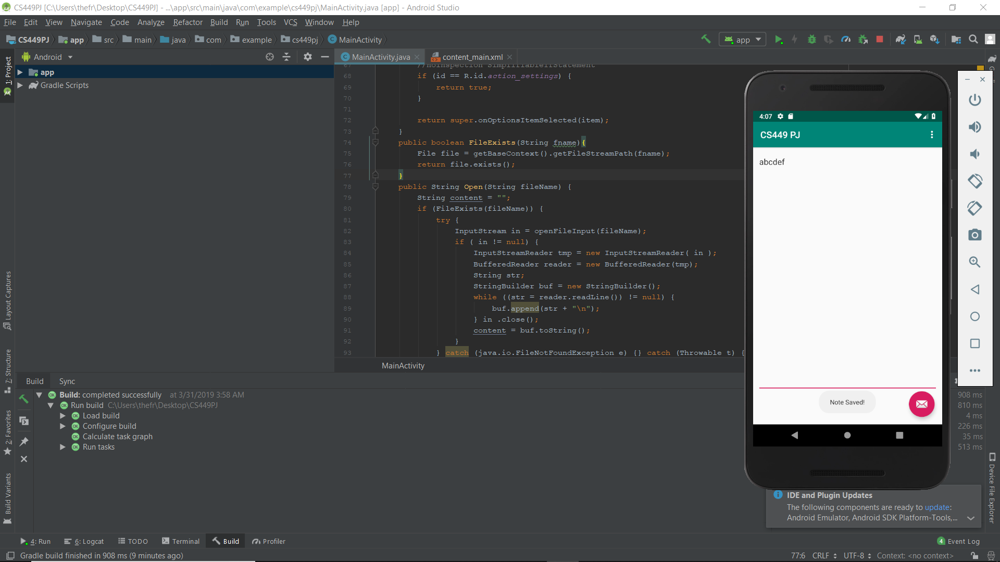 CS449PJ [C:\Users\thefr\Desktop\CS449PJ] - ...\app\src\main\java\com\example\cs449pj\MainActivity.java [app] - Android Studio
File Edit View Navigate Code Analyze Refactor Build Run Tools VCS Window Help
CS449PJ app src main java com example cs449pj MainActivity app
Android
MainActivity.java content_main.xml
1: Project
app
Gradle Scripts
Layout Captures
7: Structure
2: Favorites
Build Variants
67 //noinspection SimplifiableIfStatement
68 if (id == R.id.action_settings) {
69 return true;
70 }
71
72 return super.onOptionsItemSelected(item);
73 }
74 public boolean FileExists(String fname){
75 File file = getBaseContext().getFileStreamPath(fname);
76 return file.exists();
77 }
78 public String Open(String fileName) {
79 String content = "";
80 if (FileExists(fileName)) {
81 try {
82 InputStream in = openFileInput(fileName);
83 if ( in != null) {
84 InputStreamReader tmp = new InputStreamReader( in );
85 BufferedReader reader = new BufferedReader(tmp);
86 String str;
87 StringBuilder buf = new StringBuilder();
88 while ((str = reader.readLine()) != null) {
89 buf.append(str + "\n");
90 } in .close();
91 content = buf.toString();
92 }
93 } catch (java.io.FileNotFoundException e) {} catch (Throwable t) {
MainActivity
4:07
CS449 PJ
abcdef
Note Saved!
Build Sync
Build: completed successfully at 3/31/2019 3:58 AM 908 ms
Run build C:\Users\thefr\Desktop\CS449PJ 810 ms
Load build 4 ms
Configure build 226 ms
Calculate task graph 35 ms
Run tasks 513 ms
Device File Explorer
IDE and Plugin Updates
The following components are ready to update:
Android Emulator, Android SDK Platform-Tools,...
4: Run 6: Logcat TODO Terminal Build Profiler 4 Event Log
Gradle build finished in 908 ms (9 minutes ago) 77:6 CRLF UTF-8 Context: <no context>